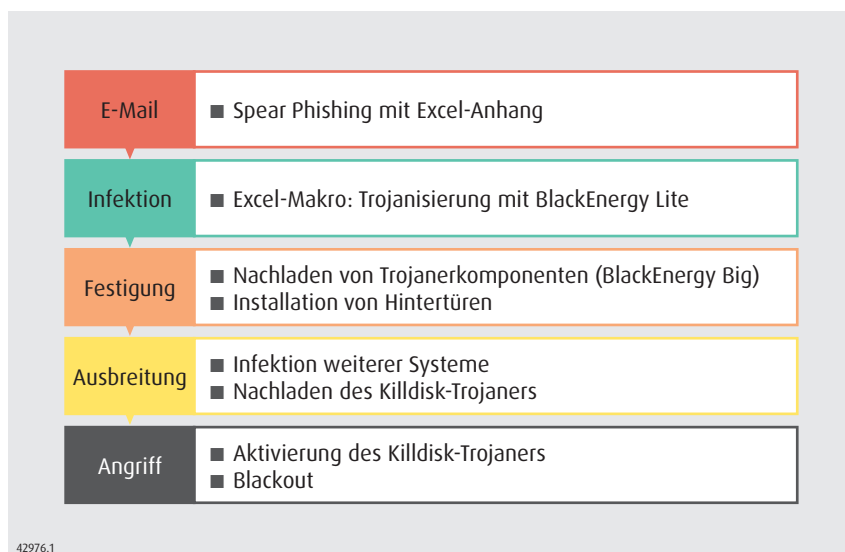 E-Mail
■ Spear Phishing mit Excel-Anhang
Infektion
■ Excel-Makro: Trojanisierung mit BlackEnergy Lite
Festigung
■ Nachladen von Trojanerkomponenten (BlackEnergy Big)
■ Installation von Hintertüren
Ausbreitung
■ Infektion weiterer Systeme
■ Nachladen des Killdisk-Trojaners
Angriff
■ Aktivierung des Killdisk-Trojaners
■ Blackout
42976.1